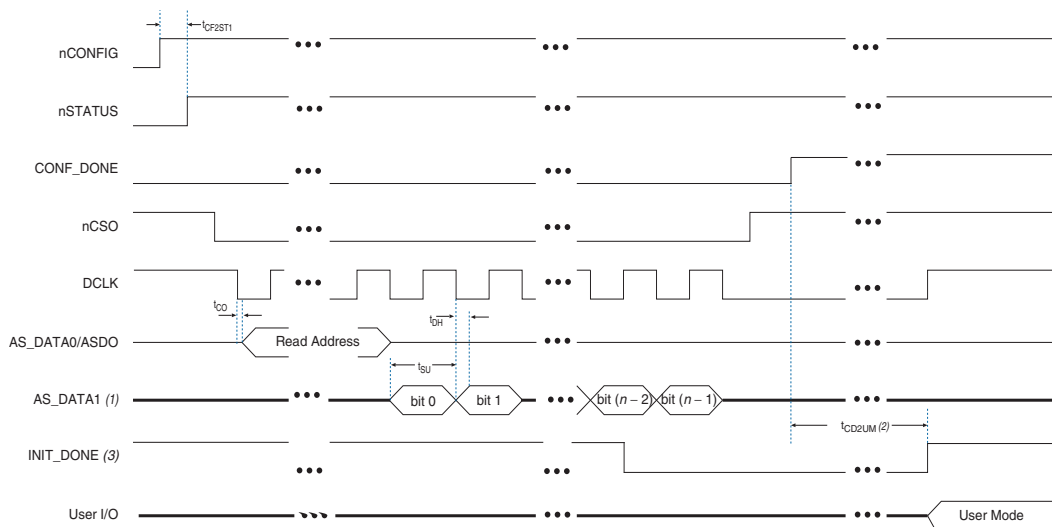 tCF2ST1
nCONFIG
nSTATUS
CONF_DONE
nCSO
DCLK
tCO
tDH
AS_DATA0/ASDO
Read Address
tSU
AS_DATA1 (1)
bit 0
bit 1
bit (n − 2)
bit (n − 1)
tCD2UM (2)
INIT_DONE (3)
User I/O
User Mode